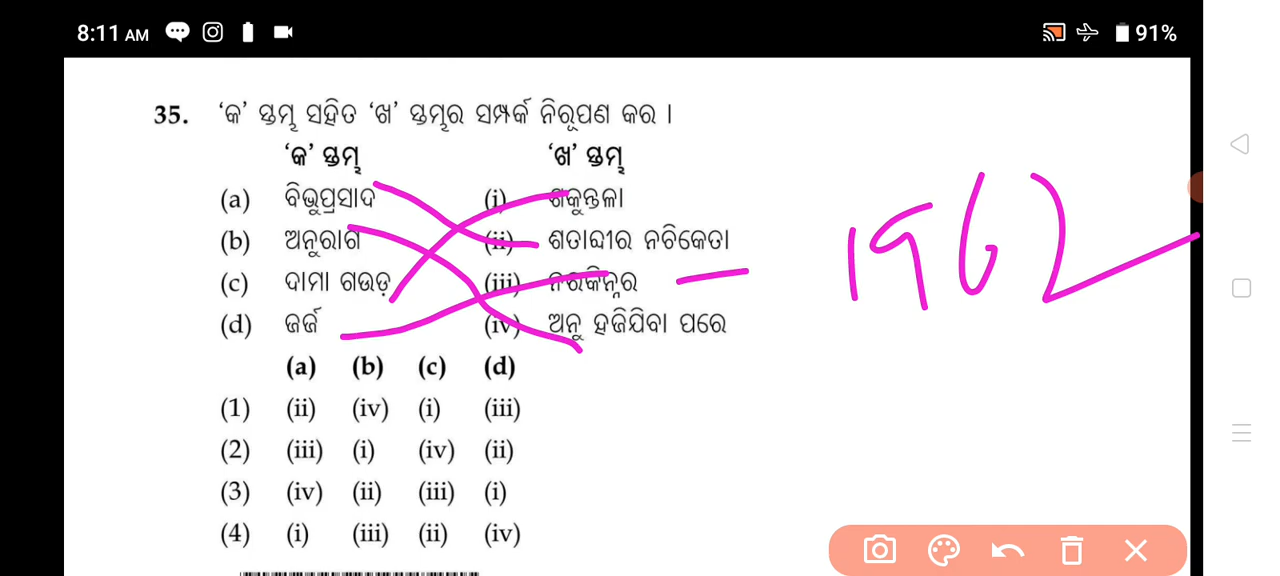 8:11 AM 91%
35. ‘କ’ ସ୍ତମ୍ଭ ସହିତ ‘ଖ’ ସ୍ତମ୍ଭର ସମ୍ପର୍କ ନିରୂପଣ କର ।
‘କ’ ସ୍ତମ୍ଭ ‘ଖ’ ସ୍ତମ୍ଭ
(a) ବିଭୁପ୍ରସାଦ (i) ଶକୁନ୍ତଳା
(b) ଅନୁରାଗ (ii) ଶତାବ୍ଦୀର ନଚିକେତା
(c) ଦାମା ଗଉଡ଼ (iii) ନରକିନ୍ନର
(d) ଜର୍ଜ (iv) ଅନୁ ହଜିଯିବା ପରେ
1962
(a) (b) (c) (d)
(1) (ii) (iv) (i) (iii)
(2) (iii) (i) (iv) (ii)
(3) (iv) (ii) (iii) (i)
(4) (i) (iii) (ii) (iv)